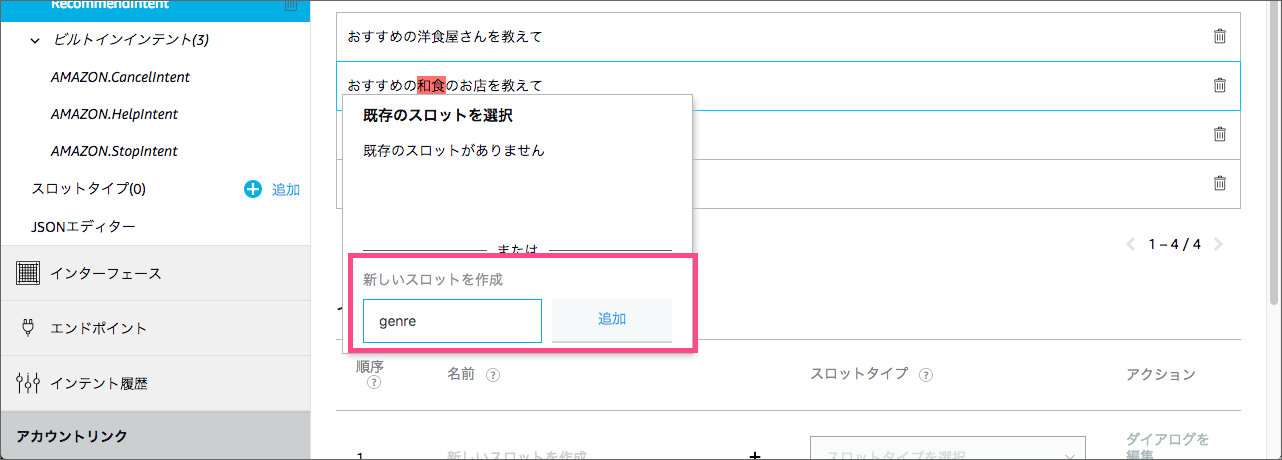 RecommendIntent
ビルトインインテント(3)
AMAZON.CancelIntent
AMAZON.HelpIntent
AMAZON.StopIntent
スロットタイプ(0)
追加
JSONエディター
インターフェース
エンドポイント
インテント履歴
アカウントリンク
おすすめの洋食屋さんを教えて
おすすめの和食のお店を教えて
既存のスロットを選択
既存のスロットがありません
または
新しいスロットを作成
genre
追加
1 – 4 / 4
順序
名前
スロットタイプ
アクション
1
新しいスロットを作成
スロットタイプを選択
ダイアログを
編集